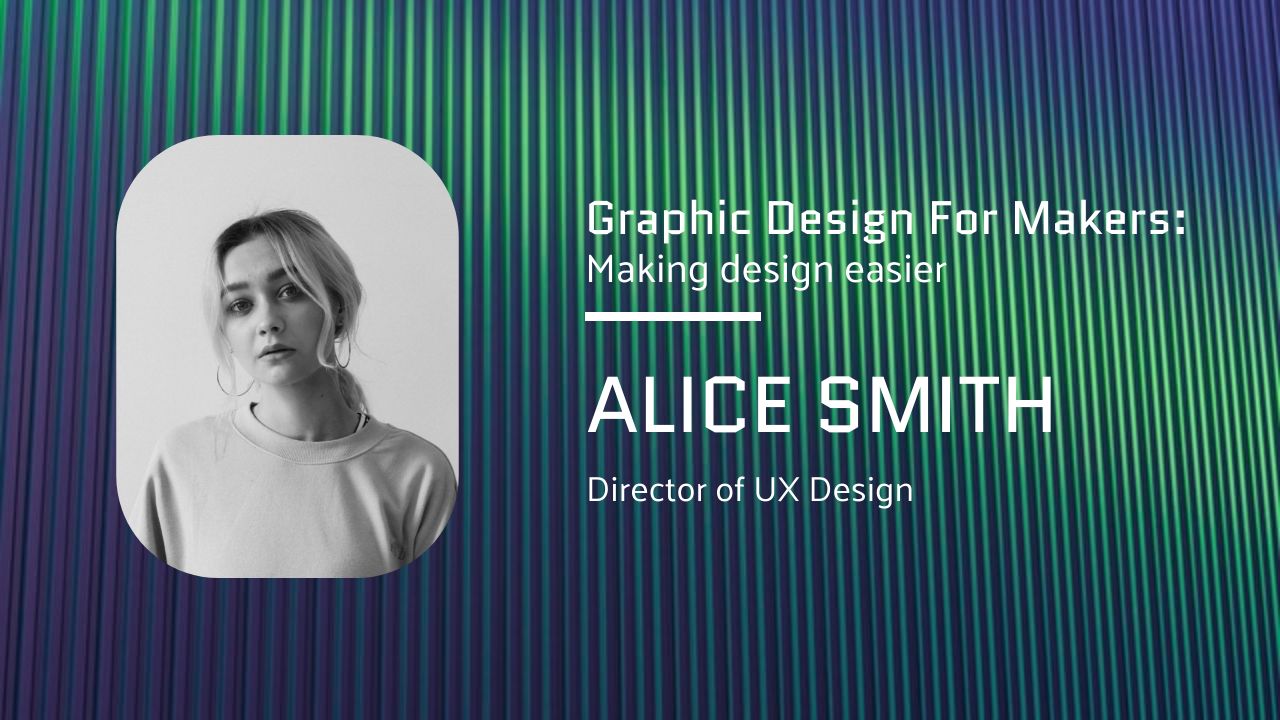 Graphic Design For Makers:
Making design easier
ALICE SMITH
Director of UX Design